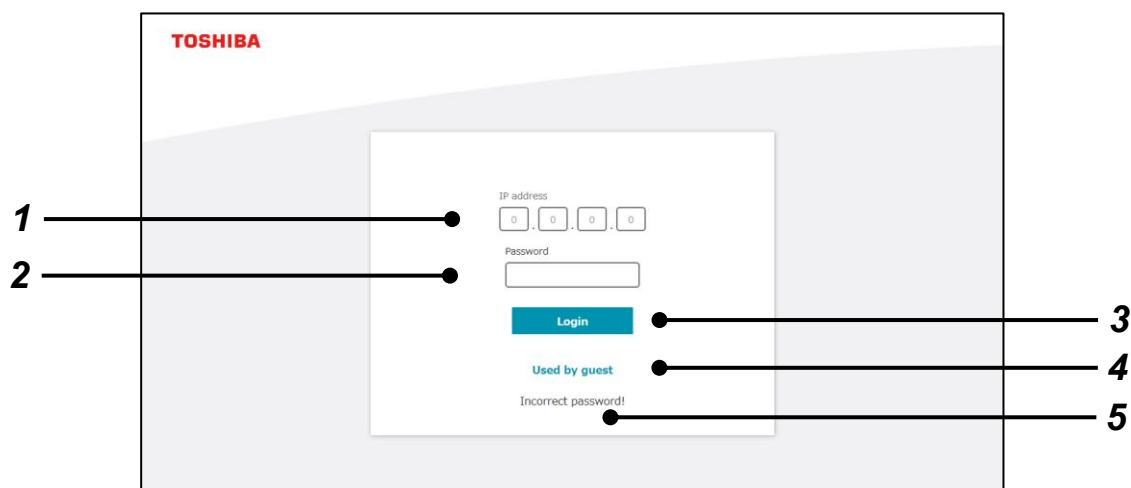 TOSHIBA
IP address
1
0 . 0 . 0 . 0
Password
2
Login
3
Used by guest
4
Incorrect password!
5